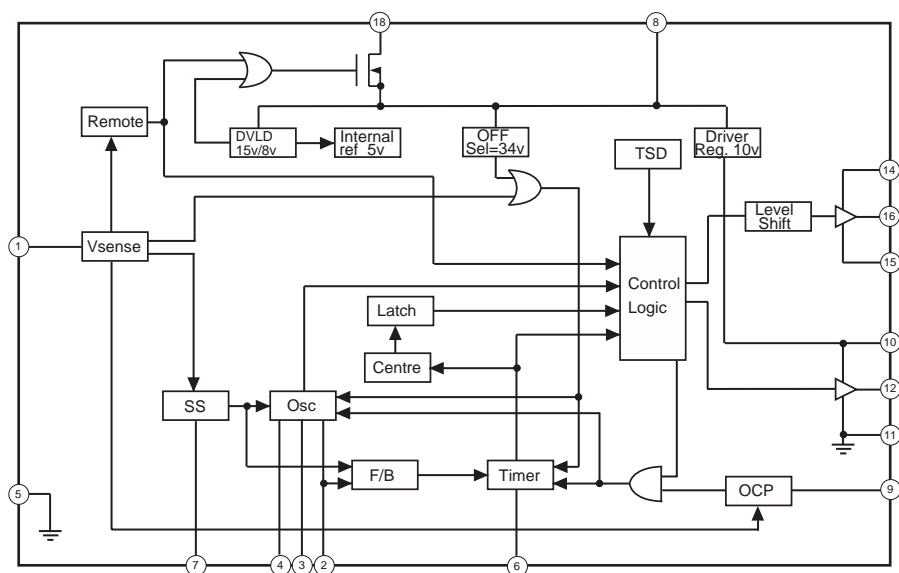 18
8
Remote
DVLD
15v/8v
Internal
ref 5v
OFF
Sel=34v
TSD
Driver
Reg. 10v
14
Level
Shift
16
1
Vsense
15
Control
Logic
Latch
Centre
10
12
SS
Osc
11
F/B
Timer
OCP
5
9
7
4
3
2
6